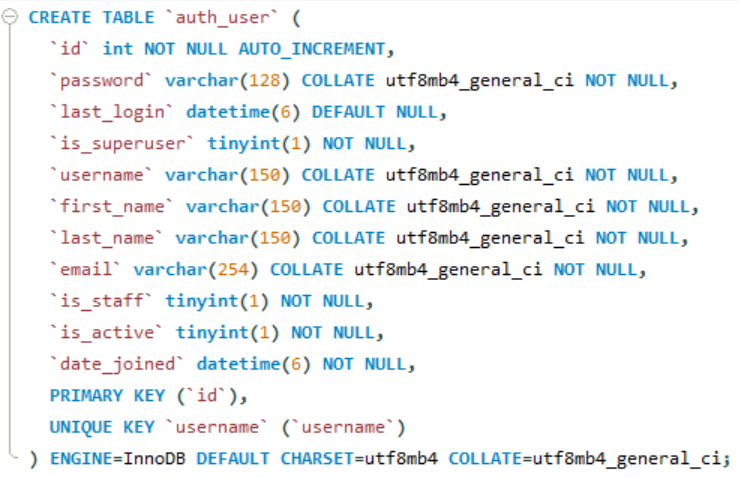 CREATE TABLE `auth_user` (
`id` int NOT NULL AUTO_INCREMENT,
`password` varchar(128) COLLATE utf8mb4_general_ci NOT NULL,
`last_login` datetime(6) DEFAULT NULL,
`is_superuser` tinyint(1) NOT NULL,
`username` varchar(150) COLLATE utf8mb4_general_ci NOT NULL,
`first_name` varchar(150) COLLATE utf8mb4_general_ci NOT NULL,
`last_name` varchar(150) COLLATE utf8mb4_general_ci NOT NULL,
`email` varchar(254) COLLATE utf8mb4_general_ci NOT NULL,
`is_staff` tinyint(1) NOT NULL,
`is_active` tinyint(1) NOT NULL,
`date_joined` datetime(6) NOT NULL,
PRIMARY KEY (`id`),
UNIQUE KEY `username` (`username`)
) ENGINE=InnoDB DEFAULT CHARSET=utf8mb4 COLLATE=utf8mb4_general_ci;